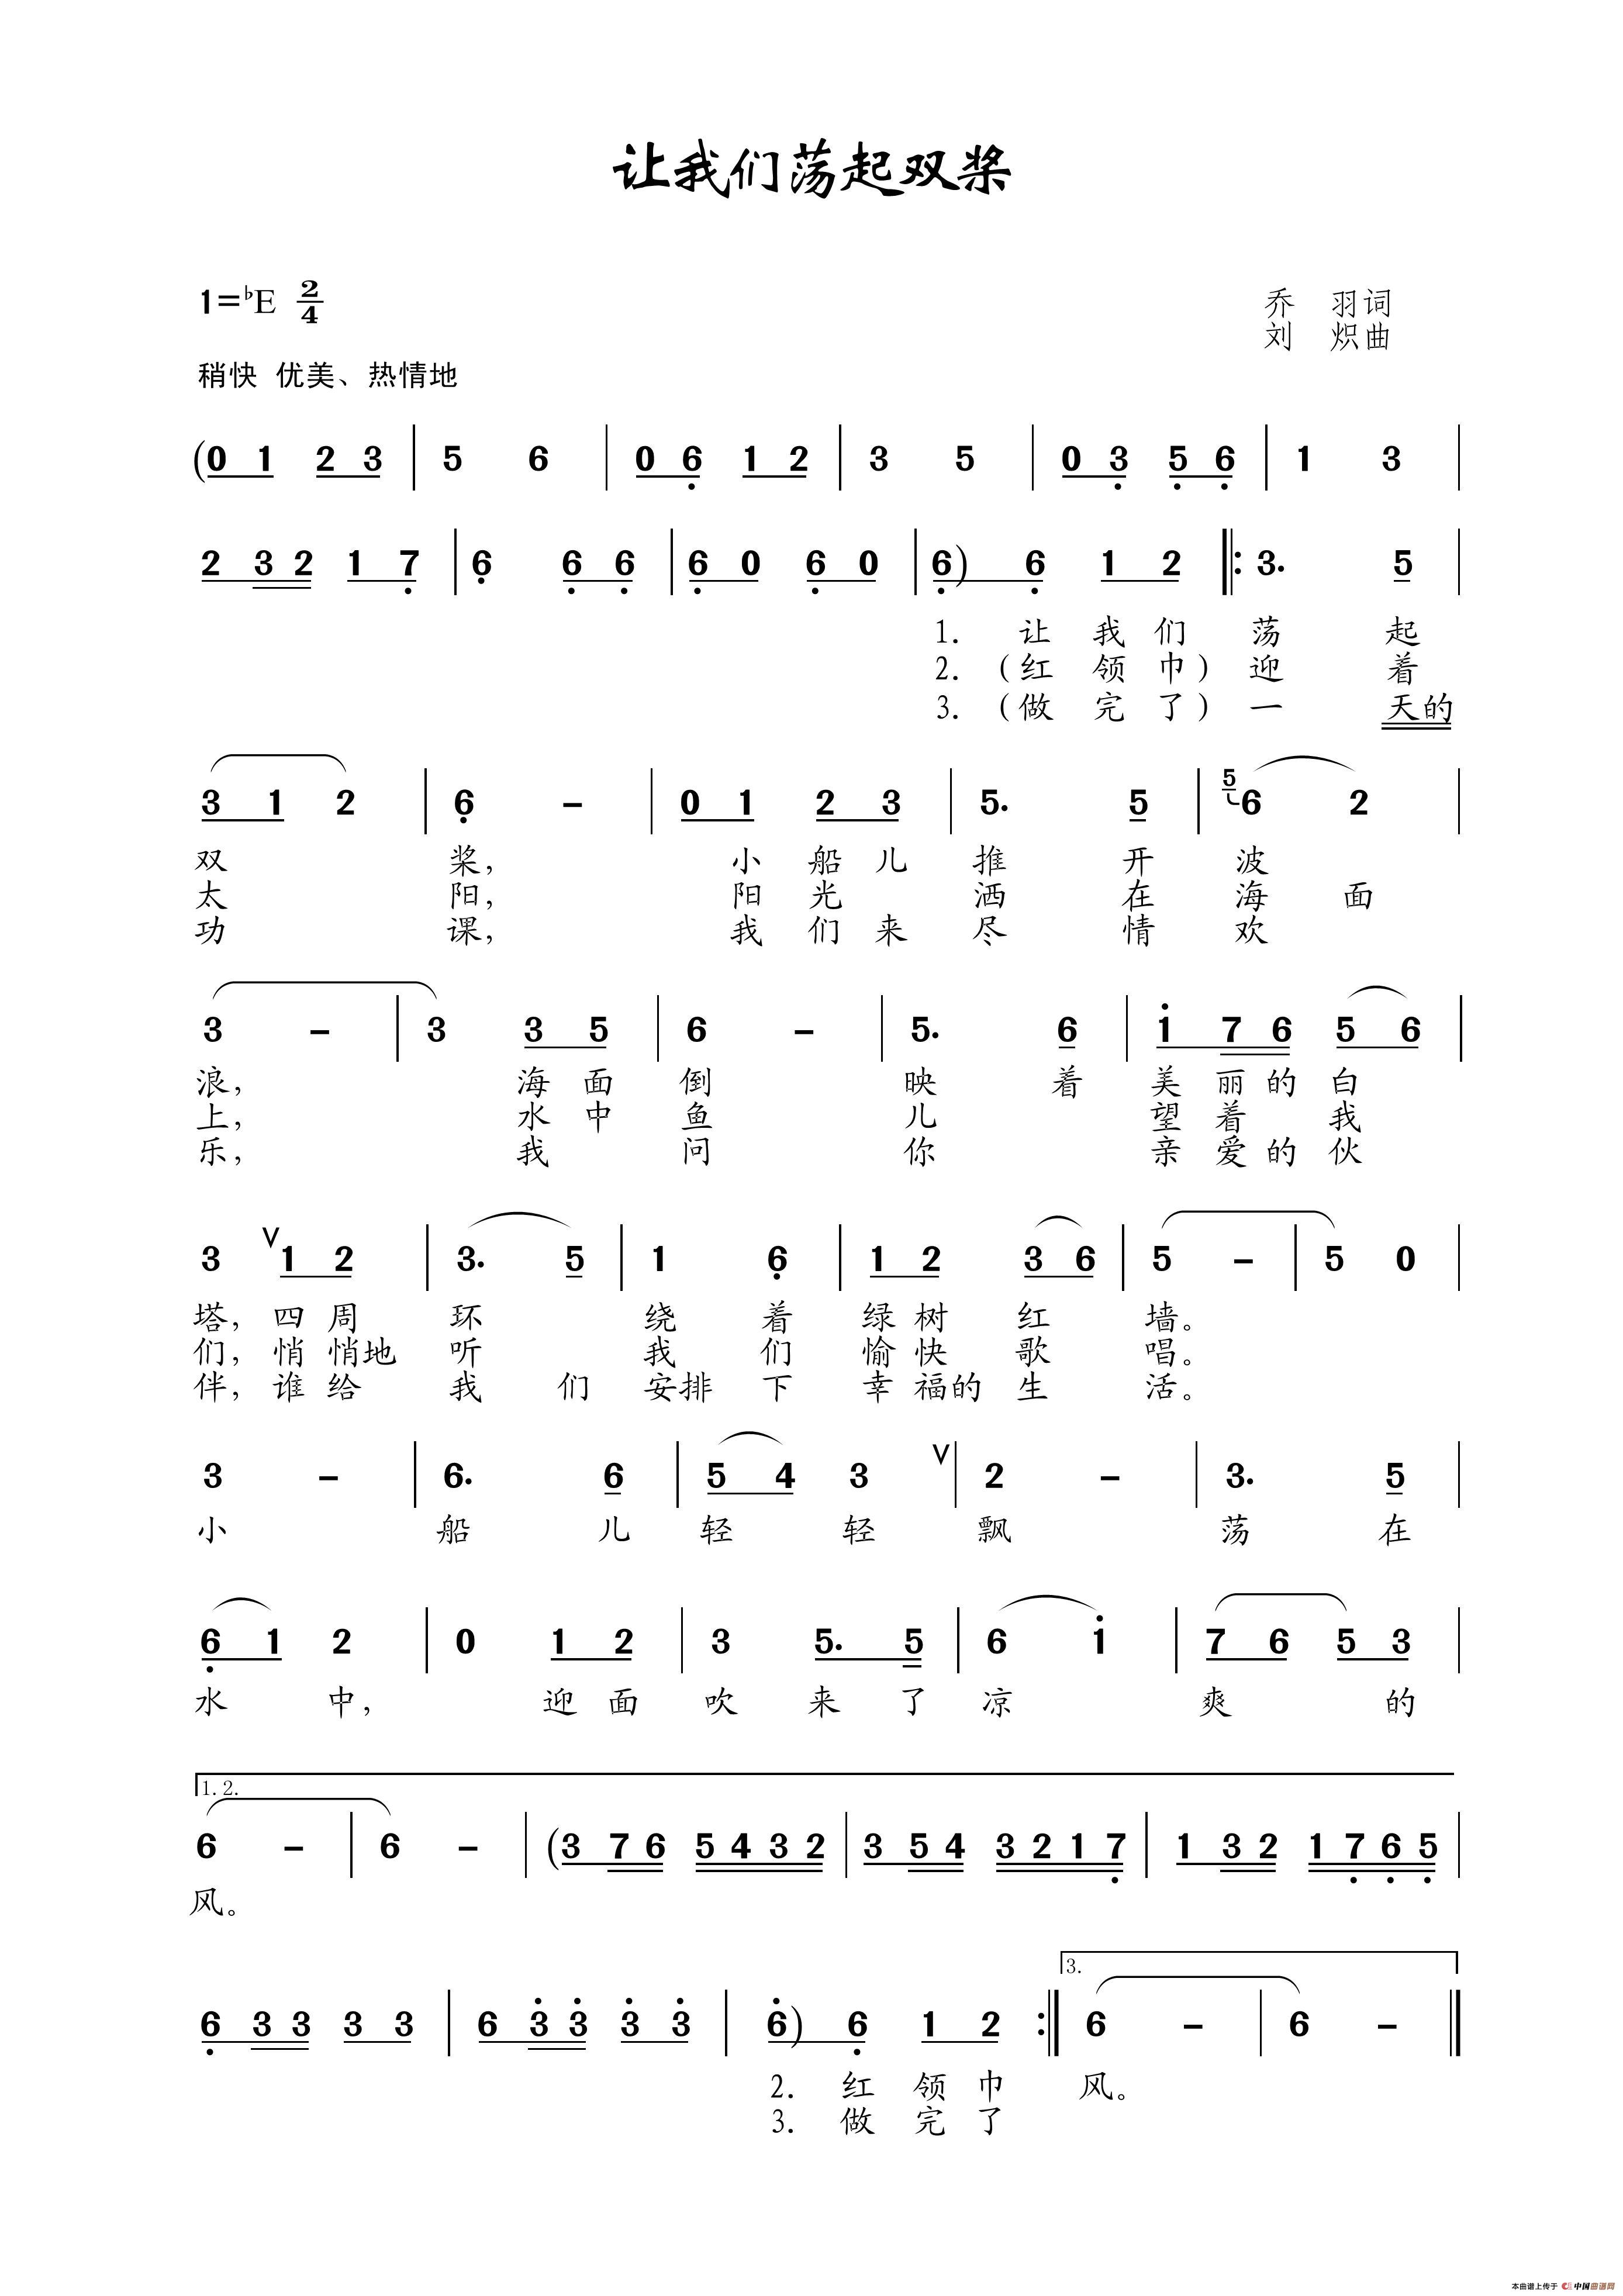 让我们荡起双桨
1=♭E 2/4
乔 羽词
刘 炽曲
稍快 优美、热情地
(0 1 2 3 | 5 6 | 0 6̣ 1 2 | 3 5 | 0 3̣ 5̣ 6̣ | 1 3 |
2 3 2 1 7̣ | 6̣ 6̣ 6̣ | 6̣ 0 6̣ 0 | 6̣) 6̣ 1 2 |: 3. 5 |
1. 让 我 们 荡 起
2. (红 领 巾) 迎 着
3. (做 完 了) 一 天的
3 1 2 | 6̣ - | 0 1 2 3 | 5. 5 | 5 6 2 |
双 桨, 小 船 儿 推 开 波
太 阳, 阳 光 洒 在 海 面
功 课, 我 们 来 尽 情 欢
3 - | 3 3 5 | 6 - | 5. 6 | 1̇ 7 6 5 6 |
浪, 海 面 倒 映 着 美 丽 的 白
上, 水 中 鱼 儿 望 着 我
乐, 我 问 你 亲 爱 的 伙
3 V 1 2 | 3. 5 | 1 6̣ | 1 2 3 6 | 5 - | 5 0 |
塔, 四 周 环 绕 着 绿 树 红 墙。
们, 悄 悄地 听 我 们 愉 快 歌 唱。
伴, 谁 给 我 们 安排 下 幸 福的 生 活。
3 - | 6. 6 | 5 4 3 V | 2 - | 3. 5 |
小 船 儿 轻 轻 飘 荡 在
6̣ 1 2 | 0 1 2 | 3 5. 5 | 6 1̇ | 7 6 5 3 |
水 中, 迎 面 吹 来 了 凉 爽 的
1. 2.
6 - | 6 - | (3 7 6 5 4 3 2 | 3 5 4 3 2 1 7̣ | 1 3 2 1 7̣ 6̣ 5̣ |
风。
3.
6̣ 3 3 3 3 | 6 3̇ 3̇ 3̇ 3̇ | 6̇) 6̣ 1 2 :| 6 - | 6 - ‖
2. 红 领 巾 风。
3. 做 完 了
本曲谱上传于 中国曲谱网